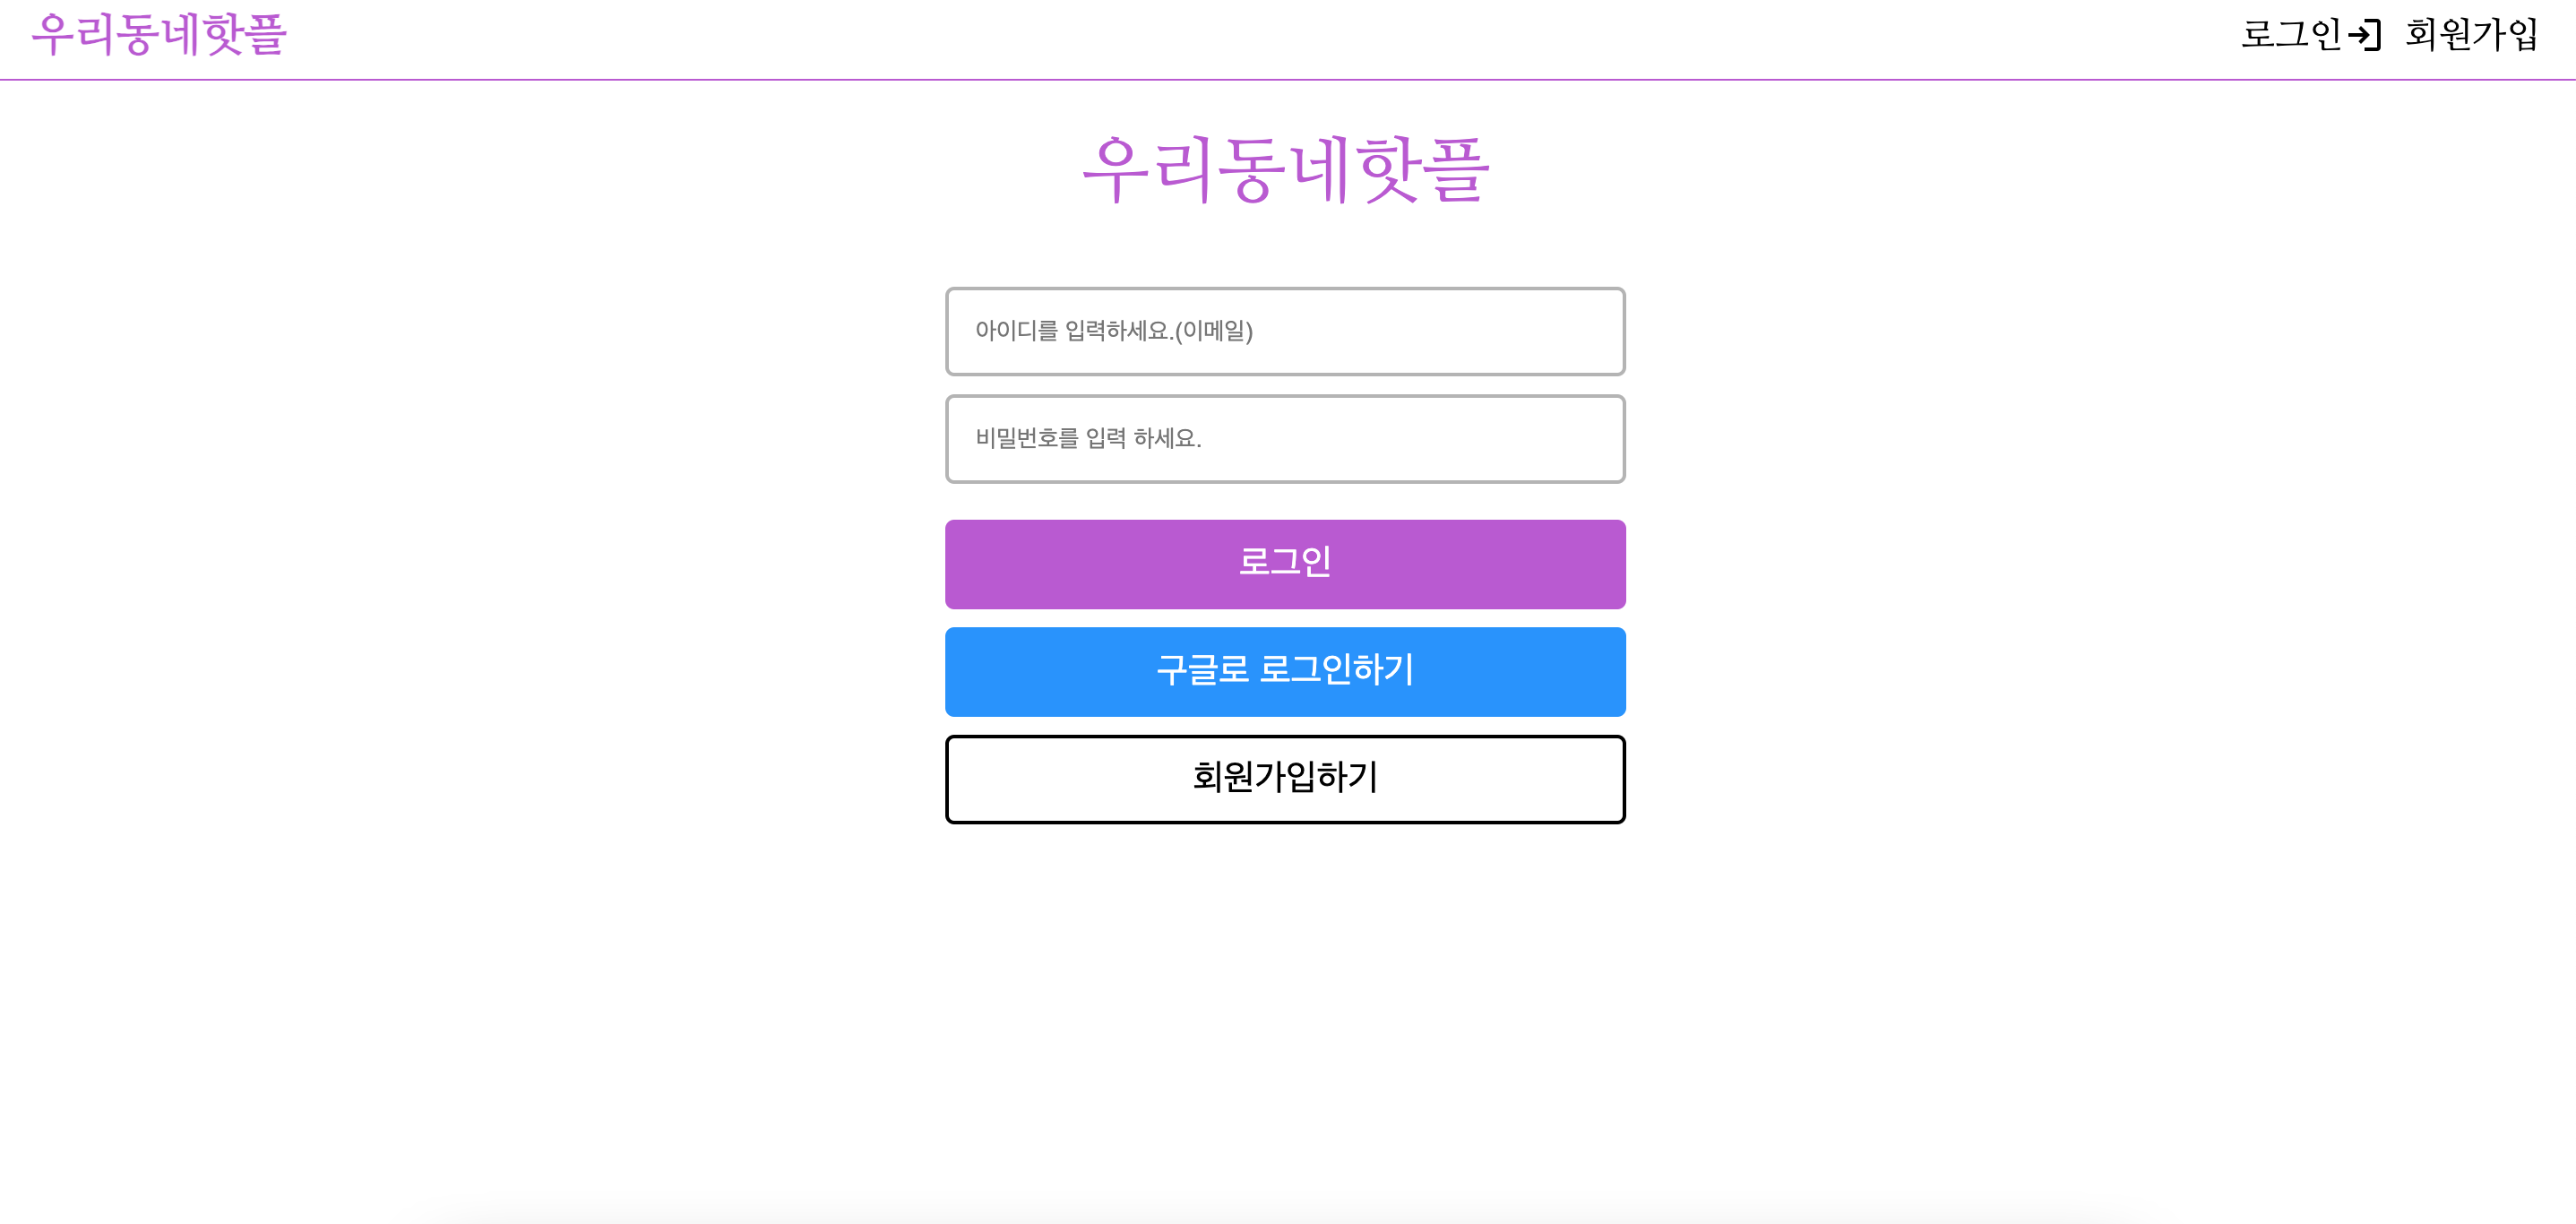 우리동네핫플
로그인 회원가입
우리동네핫플
아이디를 입력하세요.(이메일)
비밀번호를 입력 하세요.
로그인
구글로 로그인하기
회원가입하기